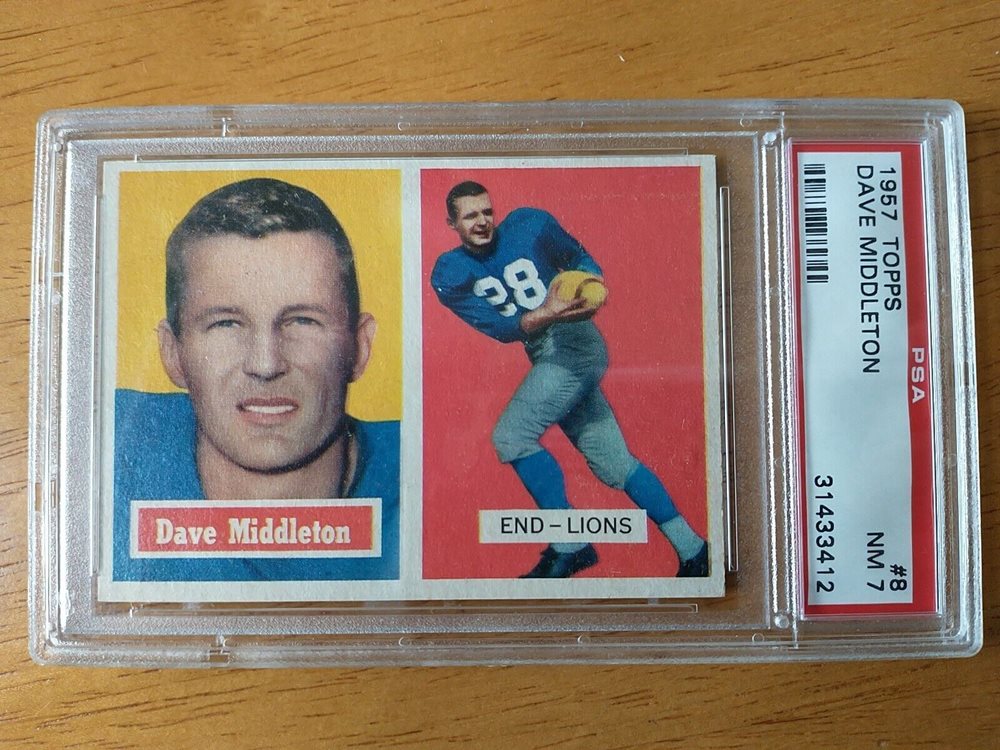 Dave Middleton
28
END – LIONS
1957 TOPPS
DAVE MIDDLETON
#8
NM 7
31433412
PSA